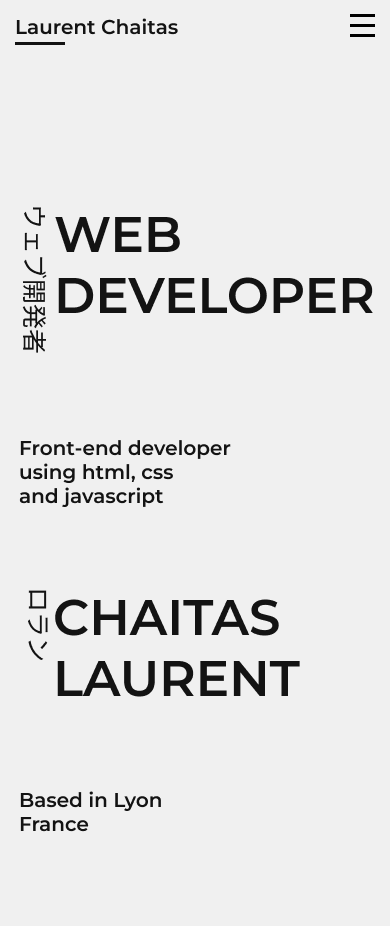 Laurent Chaitas
ウェブ開発者
WEB
DEVELOPER
Front-end developer
using html, css
and javascript
ロラン
CHAITAS
LAURENT
Based in Lyon
France